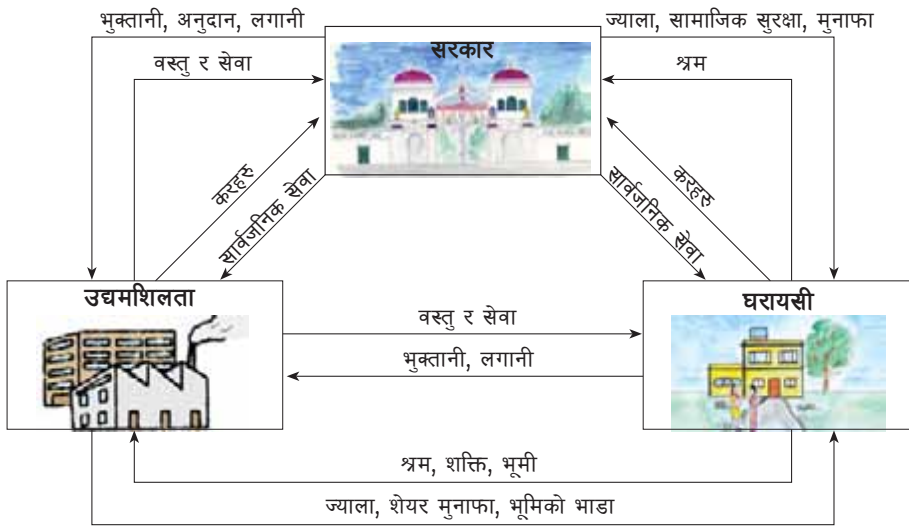 भुक्तानी, अनुदान, लगानी
ज्याला, सामाजिक सुरक्षा, मुनाफा
सरकार
वस्तु र सेवा
श्रम
करहरु
सार्वजनिक सेवा
करहरु
सार्वजनिक सेवा
उद्यमशिलता
घरायसी
वस्तु र सेवा
भुक्तानी, लगानी
श्रम, शक्ति, भूमी
ज्याला, शेयर मुनाफा, भूमिको भाडा